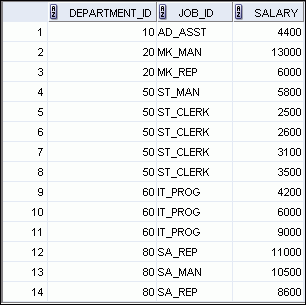 DEPARTMENT_ID JOB_ID SALARY
1 10 AD_ASST 4400
2 20 MK_MAN 13000
3 20 MK_REP 6000
4 50 ST_MAN 5800
5 50 ST_CLERK 2500
6 50 ST_CLERK 2600
7 50 ST_CLERK 3100
8 50 ST_CLERK 3500
9 60 IT_PROG 4200
10 60 IT_PROG 6000
11 60 IT_PROG 9000
12 80 SA_REP 11000
13 80 SA_MAN 10500
14 80 SA_REP 8600